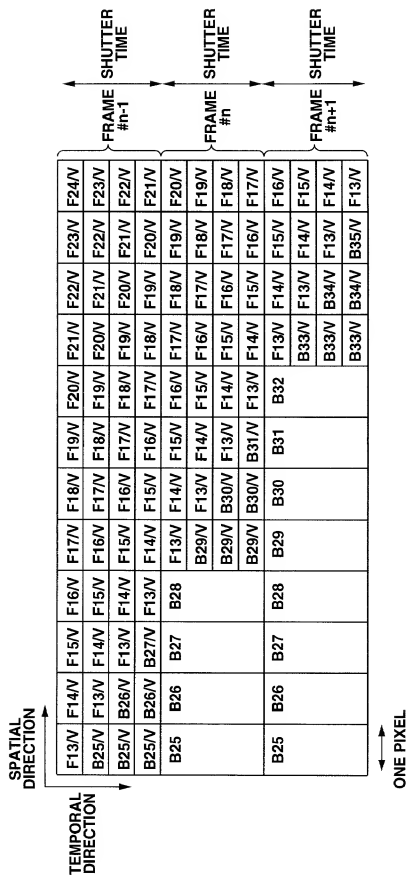 SPATIAL
DIRECTION
TEMPORAL
DIRECTION
F13/V F14/V F15/V F16/V F17/V F18/V F19/V F20/V F21/V F22/V F23/V F24/V
B25/V F13/V F14/V F15/V F16/V F17/V F18/V F19/V F20/V F21/V F22/V F23/V
B25/V B26/V F13/V F14/V F15/V F16/V F17/V F18/V F19/V F20/V F21/V F22/V
B25/V B26/V B27/V F13/V F14/V F15/V F16/V F17/V F18/V F19/V F20/V F21/V
FRAME
#n-1
SHUTTER
TIME
B25 B26 B27 B28 F13/V F14/V F15/V F16/V F17/V F18/V F19/V F20/V
B29/V F13/V F14/V F15/V F16/V F17/V F18/V F19/V
B29/V B30/V F13/V F14/V F15/V F16/V F17/V F18/V
B29/V B30/V B31/V F13/V F14/V F15/V F16/V F17/V
FRAME
#n
SHUTTER
TIME
B25 B26 B27 B28 B29 B30 B31 B32 F13/V F14/V F15/V F16/V
B33/V F13/V F14/V F15/V
B33/V B34/V F13/V F14/V
B33/V B34/V B35/V F13/V
FRAME
#n+1
SHUTTER
TIME
ONE PIXEL